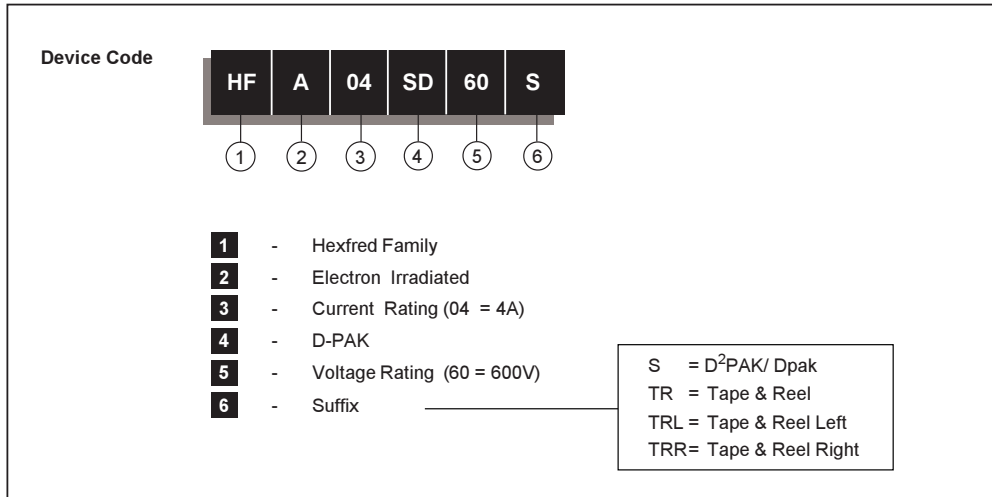 Device Code
HF A 04 SD 60 S
1 2 3 4 5 6
1 - Hexfred Family
2 - Electron Irradiated
3 - Current Rating (04 = 4A)
4 - D-PAK
5 - Voltage Rating (60 = 600V)
6 - Suffix
S = D²PAK/ Dpak
TR = Tape & Reel
TRL = Tape & Reel Left
TRR= Tape & Reel Right